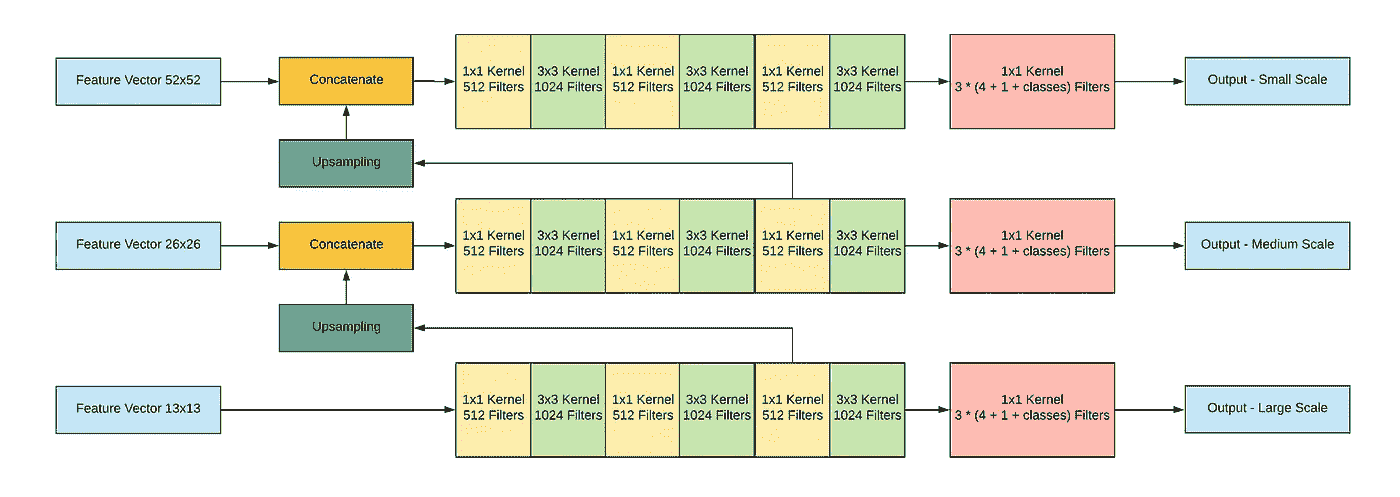 Feature Vector 52x52
Concatenate
1x1 Kernel
512 Filters
3x3 Kernel
1024 Filters
1x1 Kernel
512 Filters
3x3 Kernel
1024 Filters
1x1 Kernel
512 Filters
3x3 Kernel
1024 Filters
1x1 Kernel
3 * (4 + 1 + classes) Filters
Output - Small Scale
Upsampling
Feature Vector 26x26
Concatenate
1x1 Kernel
512 Filters
3x3 Kernel
1024 Filters
1x1 Kernel
512 Filters
3x3 Kernel
1024 Filters
1x1 Kernel
512 Filters
3x3 Kernel
1024 Filters
1x1 Kernel
3 * (4 + 1 + classes) Filters
Output - Medium Scale
Upsampling
Feature Vector 13x13
1x1 Kernel
512 Filters
3x3 Kernel
1024 Filters
1x1 Kernel
512 Filters
3x3 Kernel
1024 Filters
1x1 Kernel
512 Filters
3x3 Kernel
1024 Filters
1x1 Kernel
3 * (4 + 1 + classes) Filters
Output - Large Scale